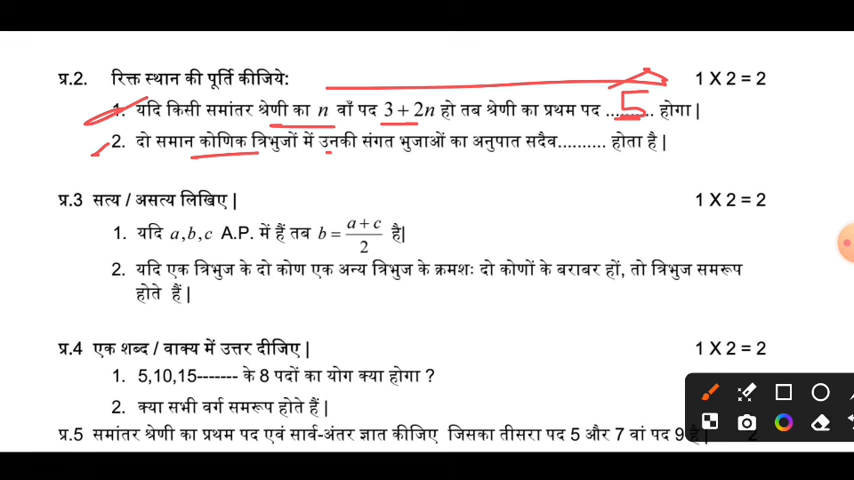 प्र.2. रिक्त स्थान की पूर्ति कीजिये: 1 X 2 = 2
1. यदि किसी समांतर श्रेणी का n वाँ पद 3 + 2n हो तब श्रेणी का प्रथम पद ...5... होगा |
2. दो समान कोणिक त्रिभुजों में उनकी संगत भुजाओं का अनुपात सदैव.......... होता है |
प्र.3 सत्य / असत्य लिखिए | 1 X 2 = 2
1. यदि a,b,c A.P. में हैं तब b = a+c/2 है|
2. यदि एक त्रिभुज के दो कोण एक अन्य त्रिभुज के क्रमशः दो कोणों के बराबर हों, तो त्रिभुज समरूप
होते हैं |
प्र.4 एक शब्द / वाक्य में उत्तर दीजिए | 1 X 2 = 2
1. 5,10,15------- के 8 पदों का योग क्या होगा ?
2. क्या सभी वर्ग समरूप होते हैं |
प्र.5 समांतर श्रेणी का प्रथम पद एवं सार्व-अंतर ज्ञात कीजिए जिसका तीसरा पद 5 और 7 वां पद 9 है | 2